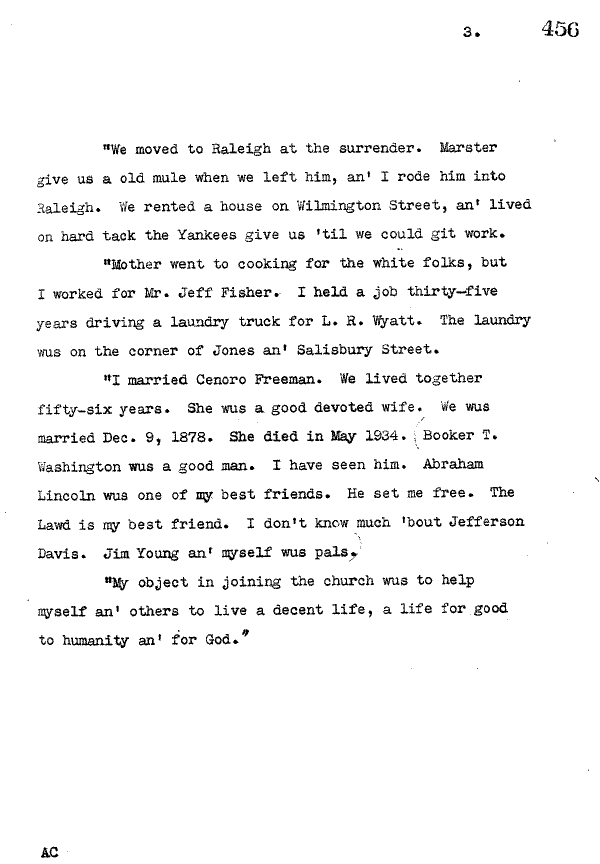 3. 456
"We moved to Raleigh at the surrender. Marster
give us a old mule when we left him, an' I rode him into
Raleigh. We rented a house on Wilmington Street, an' lived
on hard tack the Yankees give us 'til we could git work.
"Mother went to cooking for the white folks, but
I worked for Mr. Jeff Fisher. I held a job thirty-five
years driving a laundry truck for L. R. Wyatt. The laundry
wus on the corner of Jones an' Salisbury Street.
"I married Cenoro Freeman. We lived together
fifty-six years. She wus a good devoted wife. We wus
married Dec. 9, 1878. She died in May 1934. Booker T.
Washington wus a good man. I have seen him. Abraham
Lincoln wus one of my best friends. He set me free. The
Lawd is my best friend. I don't know much 'bout Jefferson
Davis. Jim Young an' myself wus pals.
"My object in joining the church wus to help
myself an' others to live a decent life, a life for good
to humanity an' for God."
AC